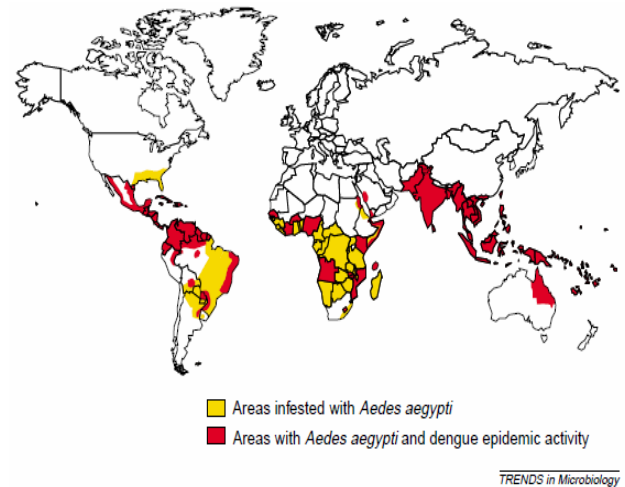 Areas infested with Aedes aegypti
Areas with Aedes aegypti and dengue epidemic activity
TRENDS in Microbiology